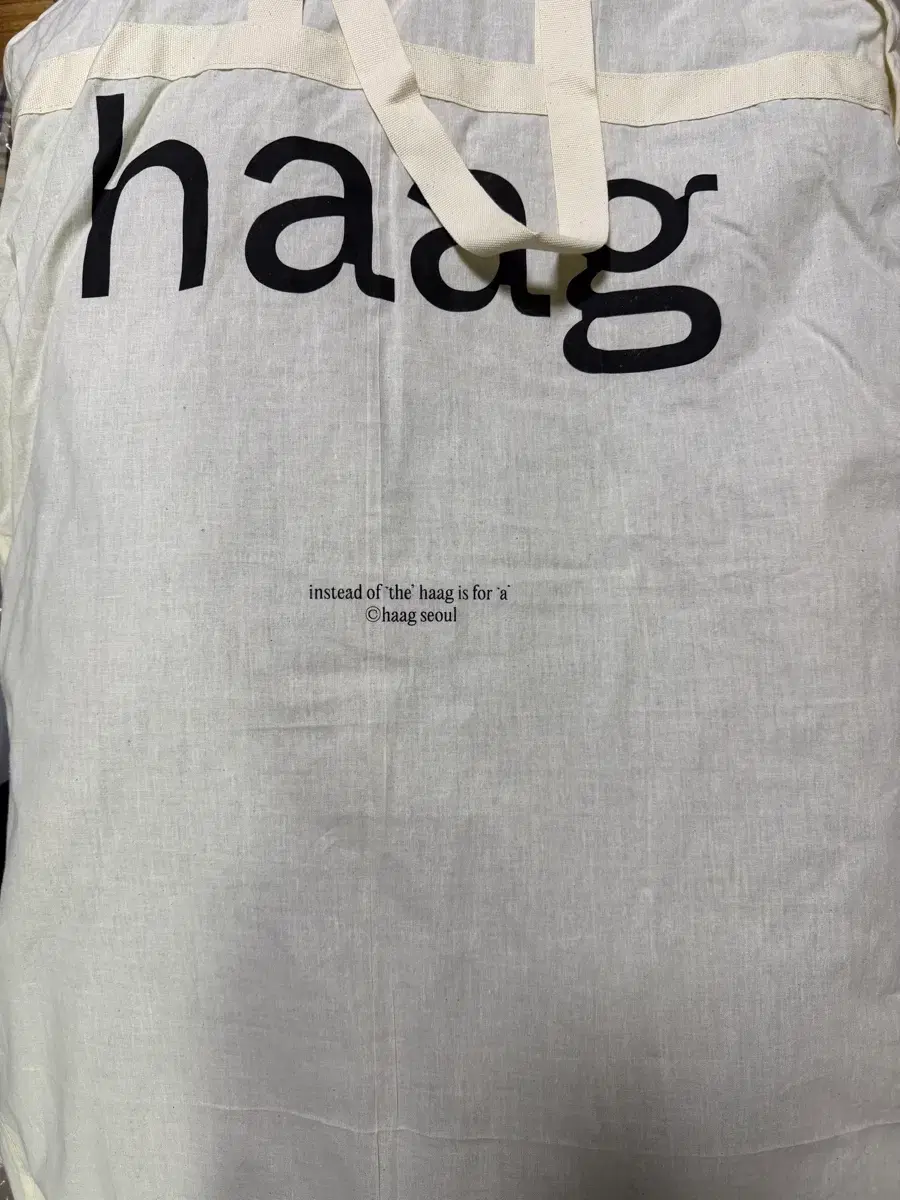 haag
instead of 'the' haag is for 'a'
©haag seoul